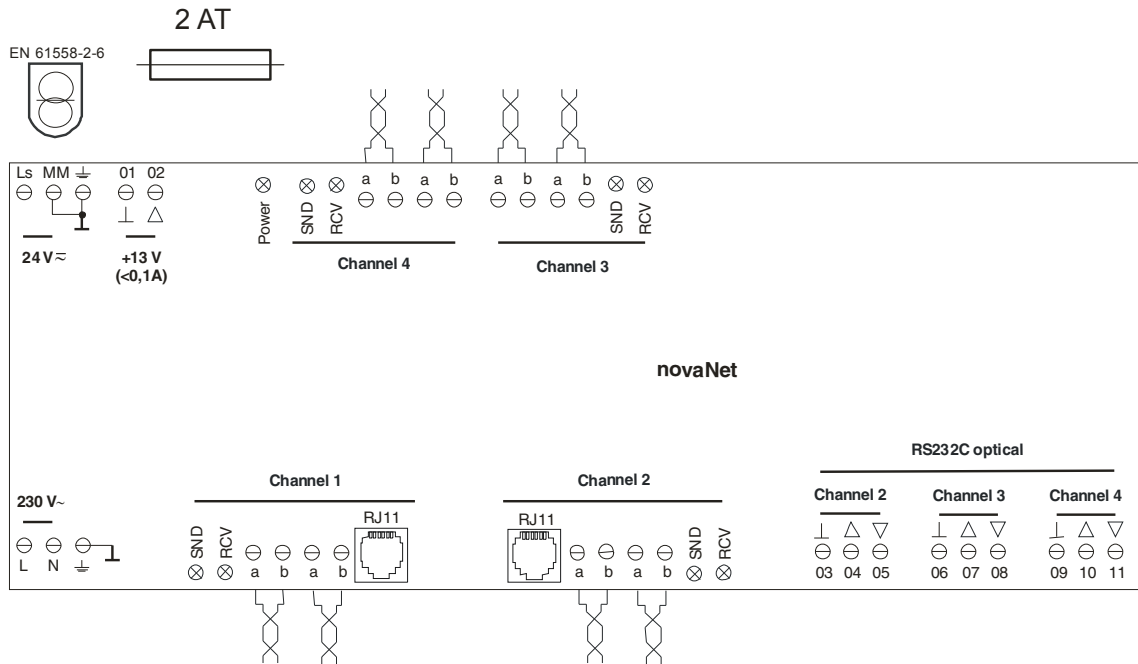 2 AT
EN 61558-2-6
Ls MM 01 02
24 V
+13 V
(<0,1A)
Power
SND
RCV
a b a b
Channel 4
a b a b
SND
RCV
Channel 3
novaNet
RS232C optical
230 V~
L N
Channel 1
SND
RCV
a b a b
RJ11
Channel 2
RJ11
a b a b
SND
RCV
Channel 2
03 04 05
Channel 3
06 07 08
Channel 4
09 10 11